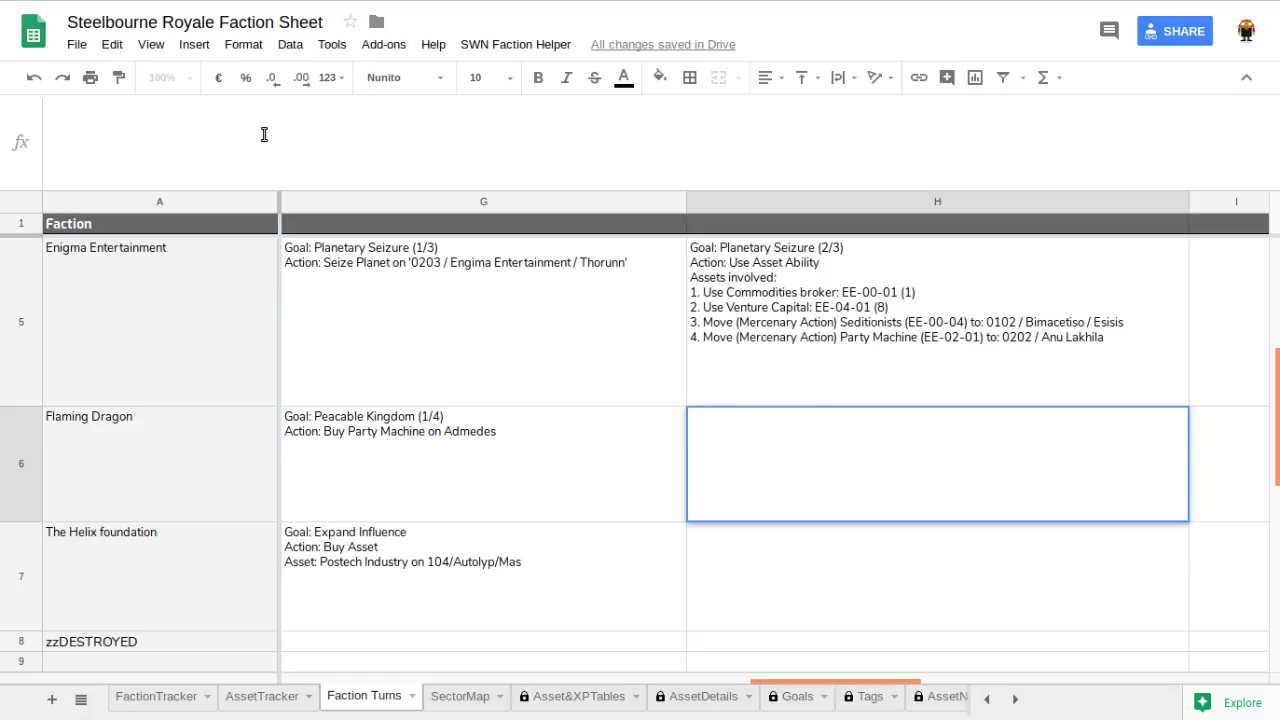 Steelbourne Royale Faction Sheet
File Edit View Insert Format Data Tools Add-ons Help SWN Faction Helper All changes saved in Drive
SHARE
100% € % .0 .00 123 Nunito 10 B I S A
fx
A G H I
1 Faction
5
Enigma Entertainment
Goal: Planetary Seizure (1/3)
Action: Seize Planet on '0203 / Engima Entertainment / Thorunn'
Goal: Planetary Seizure (2/3)
Action: Use Asset Ability
Assets involved:
1. Use Commodities broker: EE-00-01 (1)
2. Use Venture Capital: EE-04-01 (8)
3. Move (Mercenary Action) Seditionists (EE-00-04) to: 0102 / Bimacetiso / Esisis
4. Move (Mercenary Action) Party Machine (EE-02-01) to: 0202 / Anu Lakhila
6
Flaming Dragon
Goal: Peacable Kingdom (1/4)
Action: Buy Party Machine on Admedes
7
The Helix foundation
Goal: Expand Influence
Action: Buy Asset
Asset: Postech Industry on 104/Autolyp/Mas
8 zzDESTROYED
9
FactionTracker AssetTracker Faction Turns SectorMap Asset&XPTables AssetDetails Goals Tags AssetN
Explore